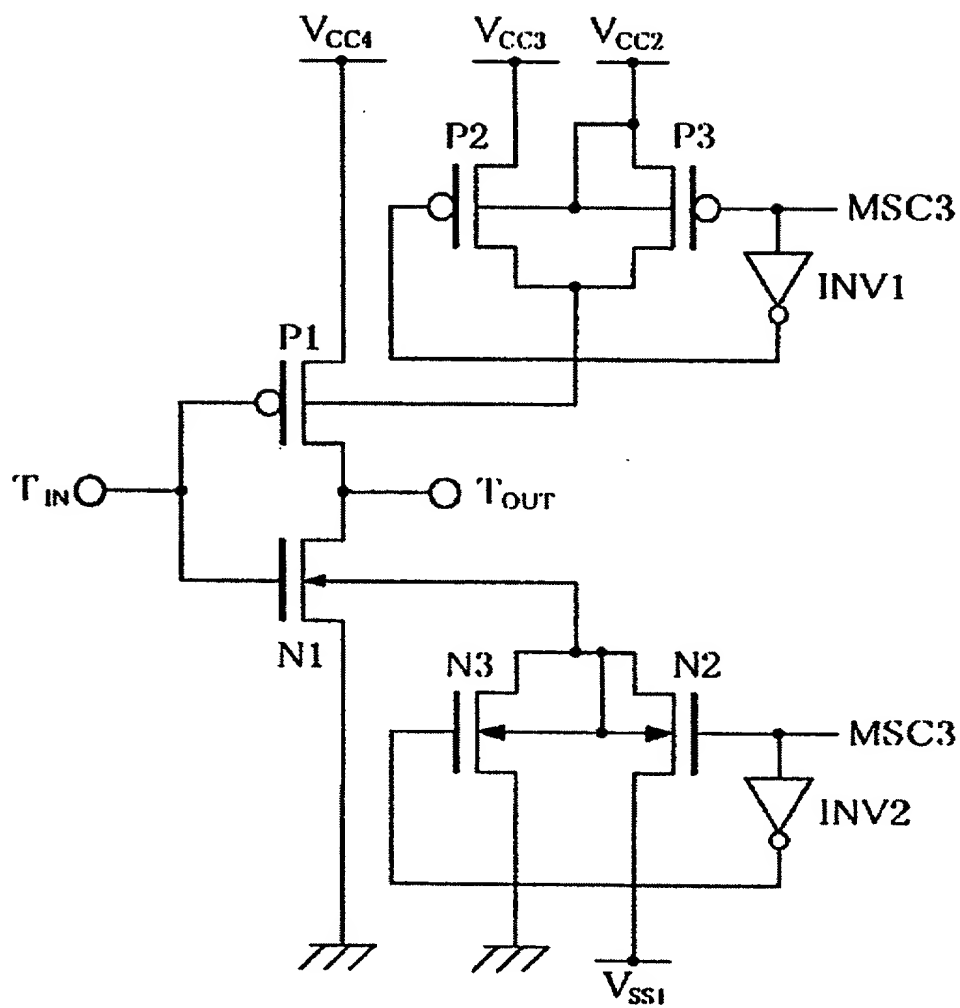 VCC4
VCC3
VCC2
P2
P3
MSC3
INV1
P1
TIN
TOUT
N1
N3
N2
MSC3
INV2
VSS1